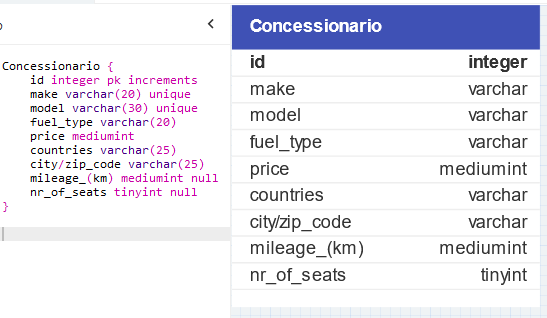 Concessionario {
id integer pk increments
make varchar(20) unique
model varchar(30) unique
fuel_type varchar(20)
price mediumint
countries varchar(25)
city/zip_code varchar(25)
mileage_(km) mediumint null
nr_of_seats tinyint null
}
Concessionario
id integer
make varchar
model varchar
fuel_type varchar
price mediumint
countries varchar
city/zip_code varchar
mileage_(km) mediumint
nr_of_seats tinyint